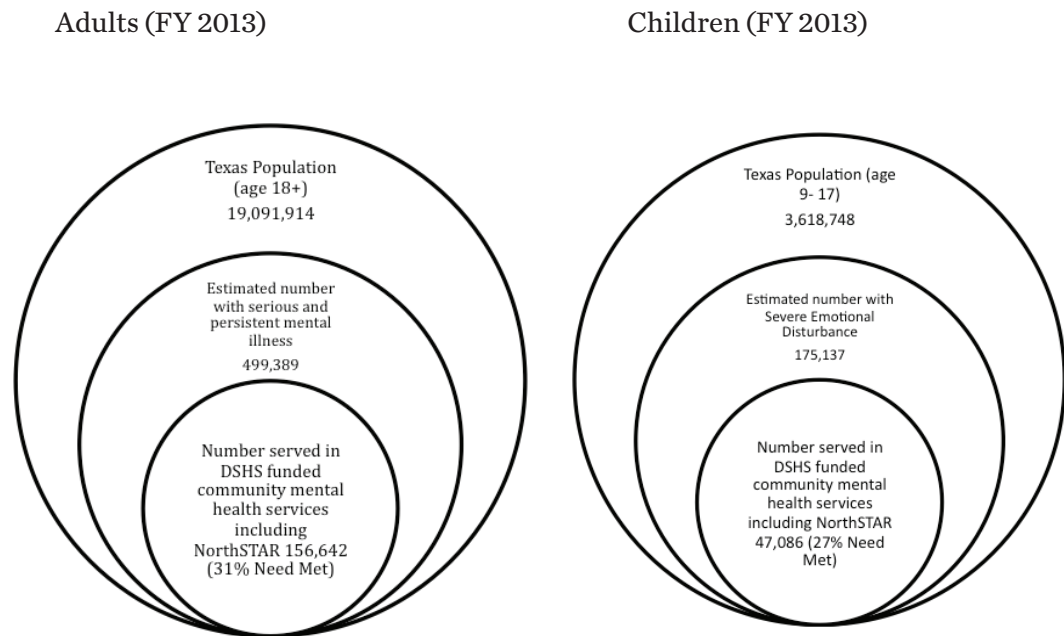 Adults (FY 2013)
Texas Population
(age 18+)
19,091,914
Estimated number
with serious and
persistent mental
illness
499,389
Number served in
DSHS funded
community mental
health services
including
NorthSTAR 156,642
(31% Need Met)
Children (FY 2013)
Texas Population (age
9- 17)
3,618,748
Estimated number with
Severe Emotional
Disturbance
175,137
Number served in
DSHS funded
community mental
health services
including NorthSTAR
47,086 (27% Need
Met)